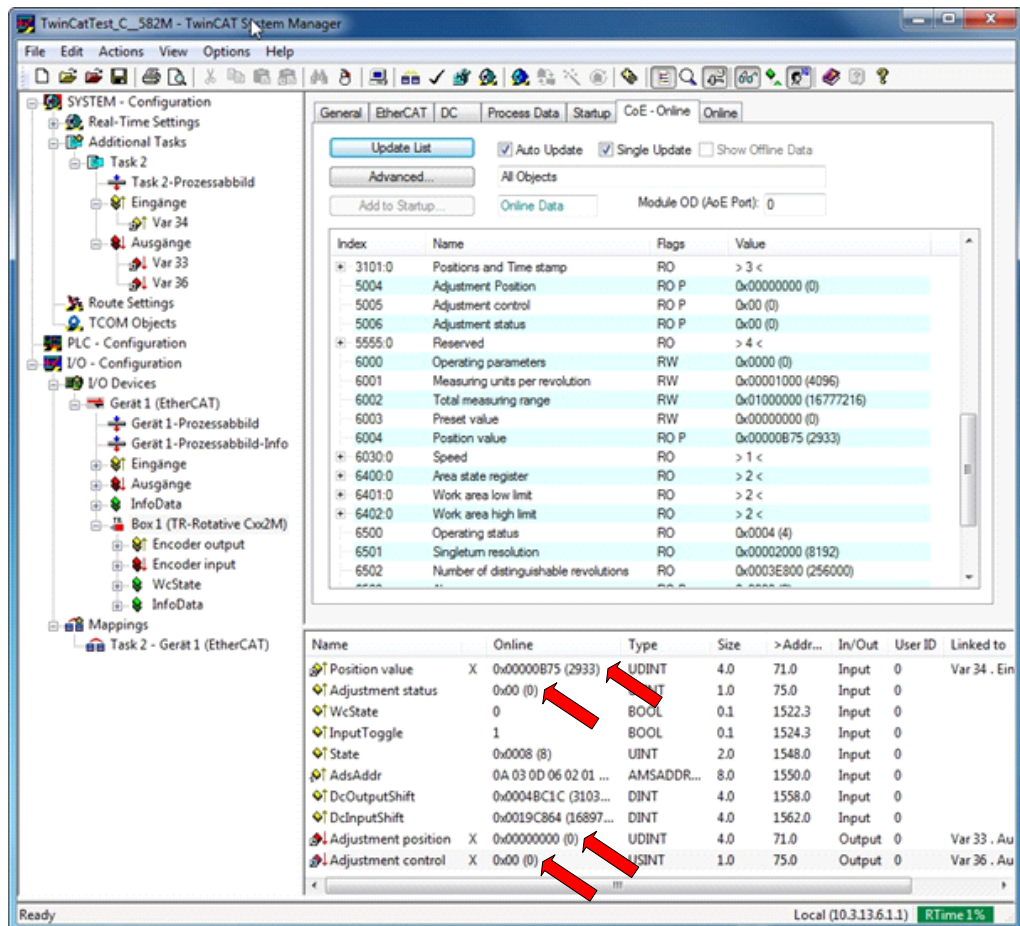 TwinCatTest_C__582M - TwinCAT System Manager
File Edit Actions View Options Help
SYSTEM - Configuration
Real-Time Settings
Additional Tasks
Task 2
Task 2-Prozessabbild
Eingänge
Var 34
Ausgänge
Var 33
Var 36
Route Settings
TCOM Objects
PLC - Configuration
I/O - Configuration
I/O Devices
Gerät 1 (EtherCAT)
Gerät 1-Prozessabbild
Gerät 1-Prozessabbild-Info
Eingänge
Ausgänge
InfoData
Box 1 (TR-Rotative Cxx2M)
Encoder output
Encoder input
WcState
InfoData
Mappings
Task 2 - Gerät 1 (EtherCAT)
General EtherCAT DC Process Data Startup CoE - Online Online
Update List Auto Update Single Update Show Offline Data
Advanced... All Objects
Add to Startup... Online Data Module OD (AoE Port): 0
Index Name Flags Value
3101:0 Positions and Time stamp RO > 3 <
5004 Adjustment Position RO P 0x00000000 (0)
5005 Adjustment control RO P 0x00 (0)
5006 Adjustment status RO P 0x00 (0)
5555:0 Reserved RO > 4 <
6000 Operating parameters RW 0x0000 (0)
6001 Measuring units per revolution RW 0x00001000 (4096)
6002 Total measuring range RW 0x01000000 (16777216)
6003 Preset value RW 0x00000000 (0)
6004 Position value RO P 0x00000B75 (2933)
6030:0 Speed RO > 1 <
6400:0 Area state register RO > 2 <
6401:0 Work area low limit RO > 2 <
6402:0 Work area high limit RO > 2 <
6500 Operating status RO 0x0004 (4)
6501 Singleturn resolution RO 0x00002000 (8192)
6502 Number of distinguishable revolutions RO 0x0003E800 (256000)
Name Online Type Size >Addr... In/Out User ID Linked to
Position value X 0x00000B75 (2933) UDINT 4.0 71.0 Input 0 Var 34 . Ein
Adjustment status 0x00 (0) 1.0 75.0 Input 0
WcState 0 BOOL 0.1 1522.3 Input 0
InputToggle 1 BOOL 0.1 1524.3 Input 0
State 0x0008 (8) UINT 2.0 1548.0 Input 0
AdsAddr 0A 03 0D 06 02 01 ... AMSADDR... 8.0 1550.0 Input 0
DcOutputShift 0x0004BC1C (3103... DINT 4.0 1558.0 Input 0
DcInputShift 0x0019C864 (16897... DINT 4.0 1562.0 Input 0
Adjustment position X 0x00000000 (0) UDINT 4.0 71.0 Output 0 Var 33 . Au
Adjustment control X 0x00 (0) USINT 1.0 75.0 Output 0 Var 36 . Au
Ready Local (10.3.13.6.1.1) RTime 1%